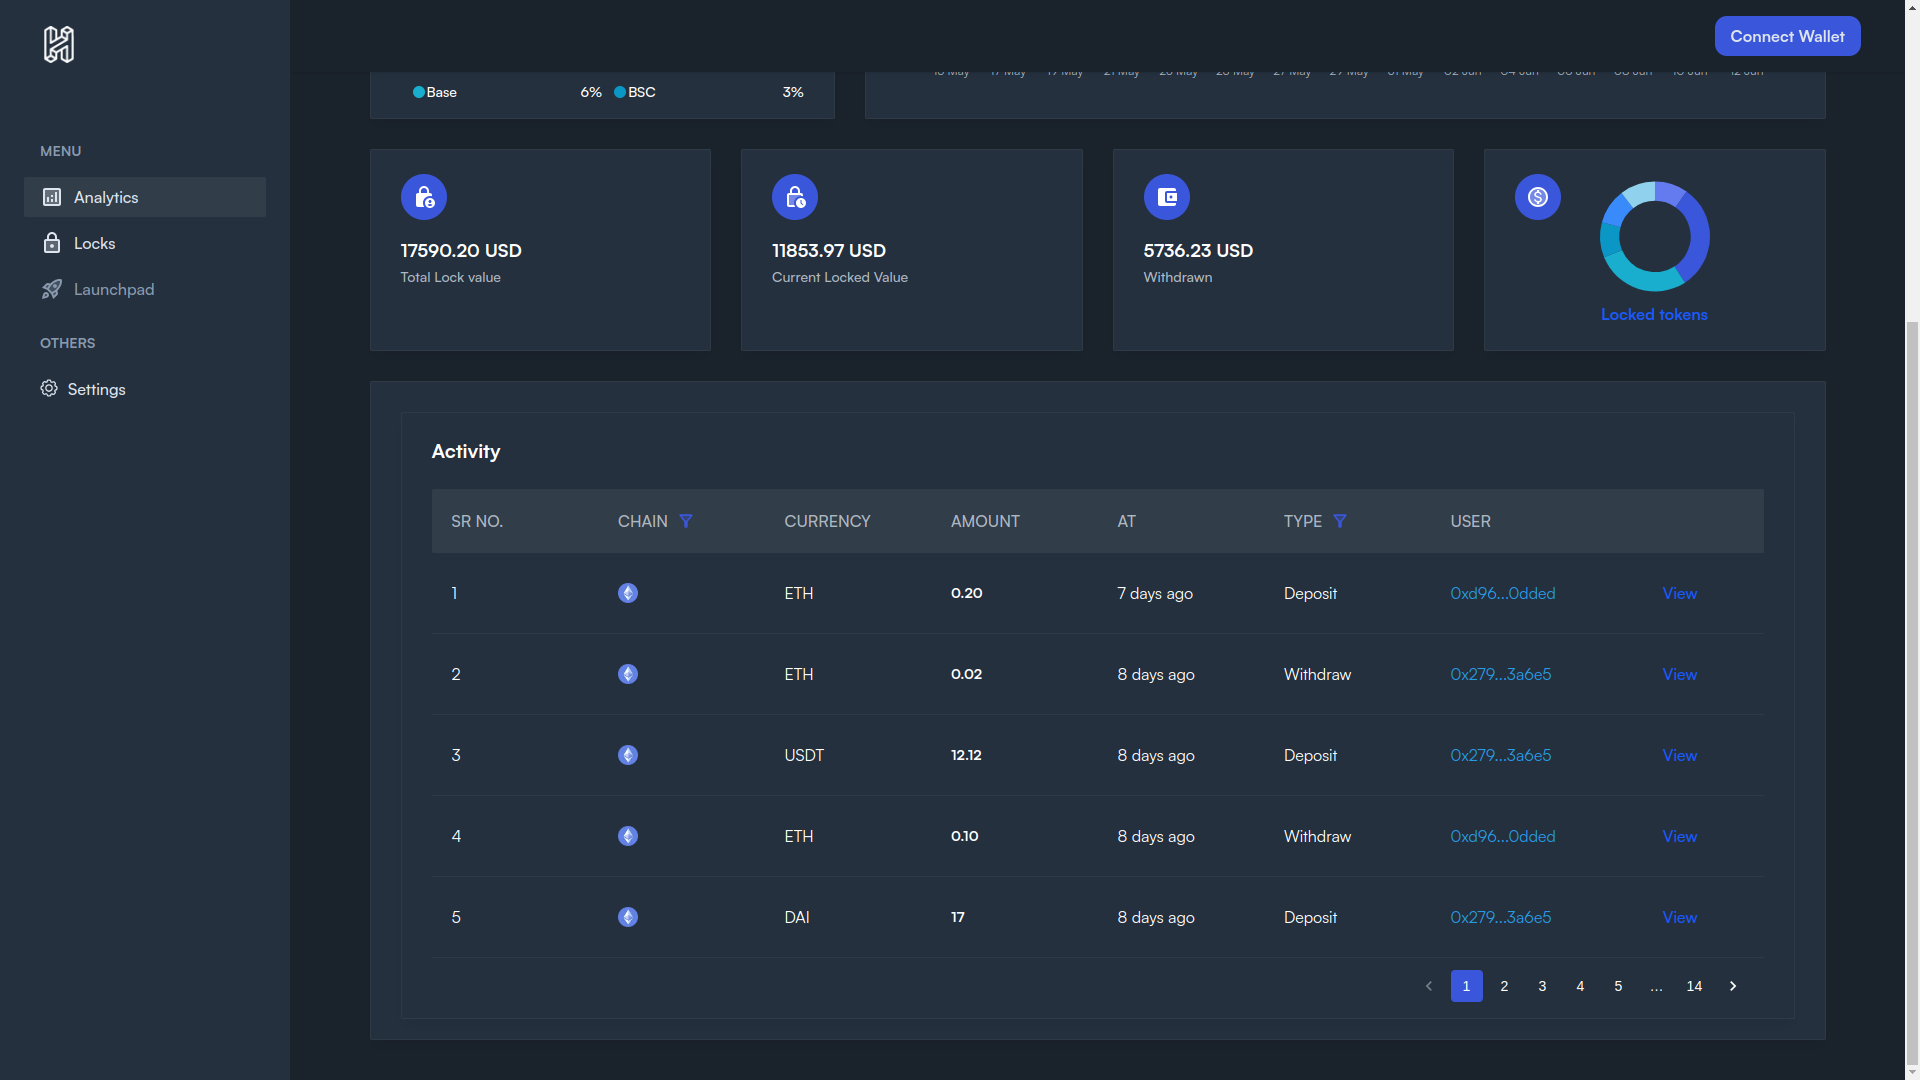 Connect Wallet
MENU
Analytics
Locks
Launchpad
OTHERS
Settings
Base 6% BSC 3%
17590.20 USD
Total Lock value
11853.97 USD
Current Locked Value
5736.23 USD
Withdrawn
Locked tokens
Activity
SR NO. CHAIN CURRENCY AMOUNT AT TYPE USER
1 ETH 0.20 7 days ago Deposit 0xd96...0dded View
2 ETH 0.02 8 days ago Withdraw 0x279...3a6e5 View
3 USDT 12.12 8 days ago Deposit 0x279...3a6e5 View
4 ETH 0.10 8 days ago Withdraw 0xd96...0dded View
5 DAI 17 8 days ago Deposit 0x279...3a6e5 View
1 2 3 4 5 ... 14